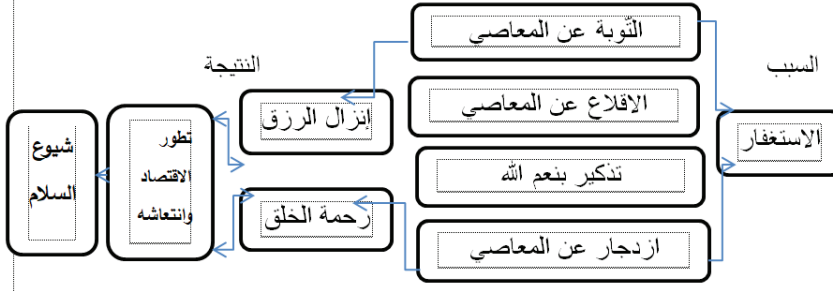 السبب
الاستغفار
التّوبة عن المعاصي
الاقلاع عن المعاصي
تذكير بنعم الله
ازدجار عن المعاصي
النتيجة
إنزال الرزق
رحمة الخلق
تطور
الاقتصاد
وانتعاشه
شيوع
السلام